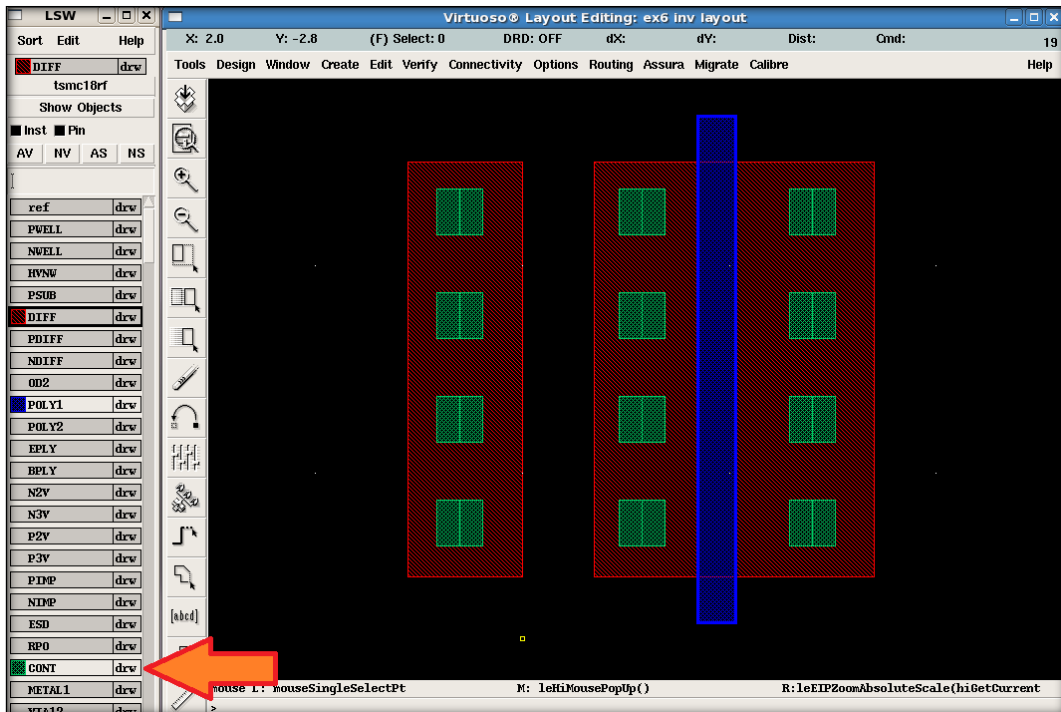 LSW
Sort Edit Help
DIFF drw
tsmc18rf
Show Objects
Inst Pin
AV NV AS NS
ref drw
PWELL drw
NWELL drw
HVNW drw
PSUB drw
DIFF drw
PDIFF drw
NDIFF drw
OD2 drw
POLY1 drw
POLY2 drw
EPLY drw
BPLY drw
N2V drw
N3V drw
P2V drw
P3V drw
PIMP drw
NIMP drw
ESD drw
RPO drw
CONT drw
METAL1 drw
VIA12 drw
Virtuoso® Layout Editing: ex6 inv layout
X: 2.0 Y: -2.8 (F) Select: 0 DRD: OFF dX: dY: Dist: Cmd: 19
Tools Design Window Create Edit Verify Connectivity Options Routing Assura Migrate Calibre Help
[abcd]
mouse L: mouseSingleSelectPt M: leHiMousePopUp() R:leEIPZoomAbsoluteScale(hiGetCurrent
>